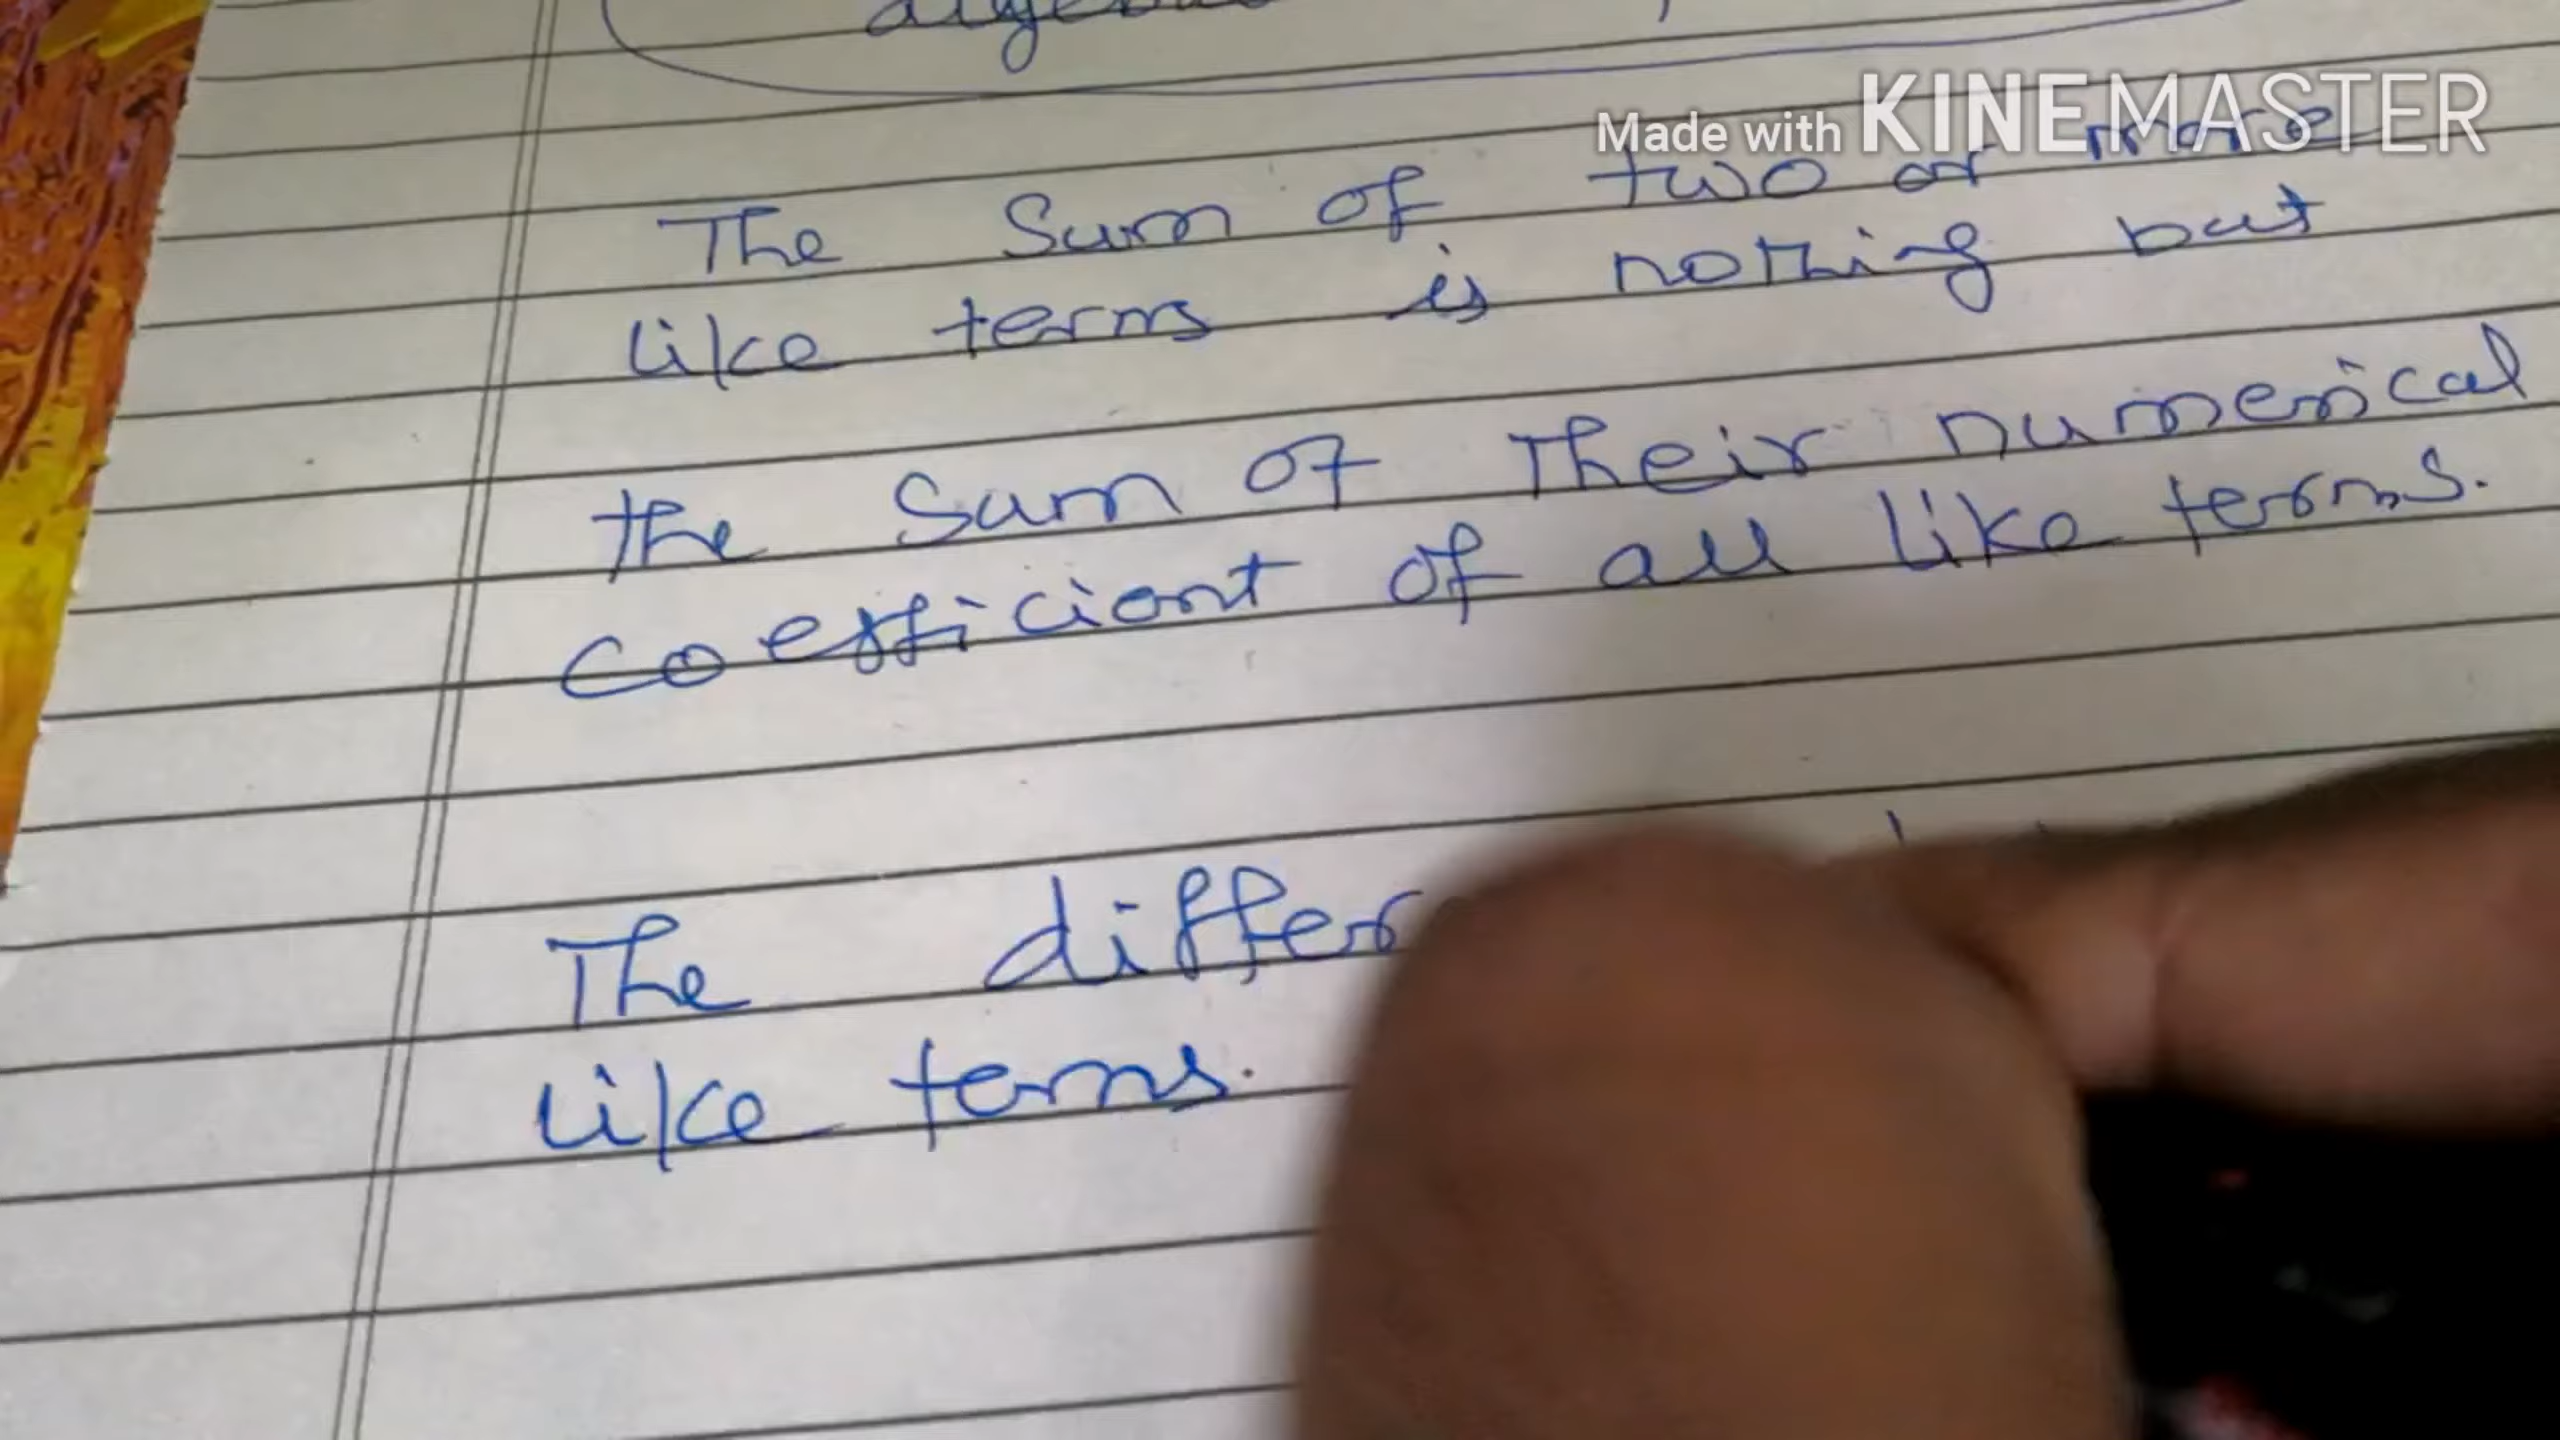 Made with KINEMASTER
The Sum of two or more
like terms is nothing but
the Sum of Their numerical
coefficient of all like terms.
The differ
like terms.